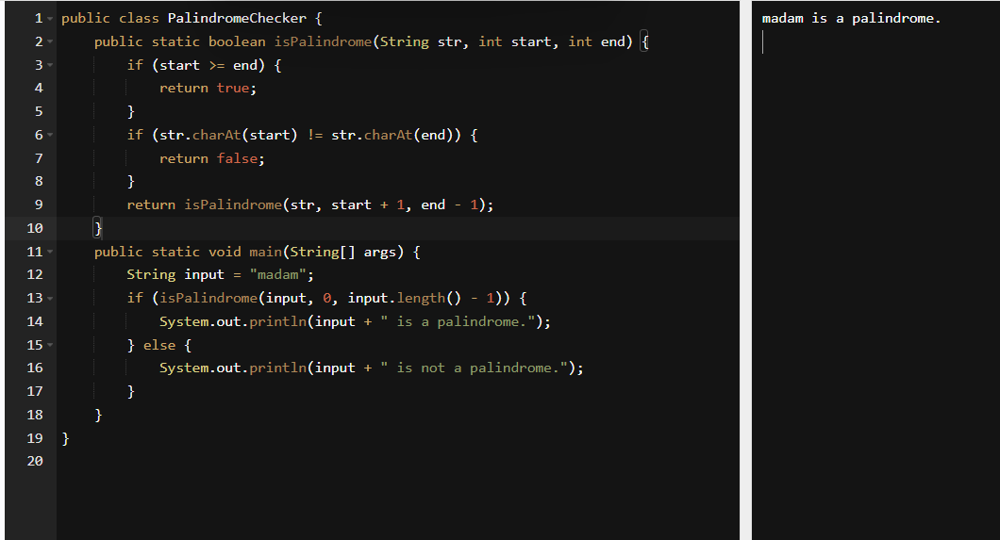 1 public class PalindromeChecker {
2     public static boolean isPalindrome(String str, int start, int end) {
3         if (start >= end) {
4             return true;
5         }
6         if (str.charAt(start) != str.charAt(end)) {
7             return false;
8         }
9         return isPalindrome(str, start + 1, end - 1);
10     }
11     public static void main(String[] args) {
12         String input = "madam";
13         if (isPalindrome(input, 0, input.length() - 1)) {
14             System.out.println(input + " is a palindrome.");
15         } else {
16             System.out.println(input + " is not a palindrome.");
17         }
18     }
19 }
20
madam is a palindrome.